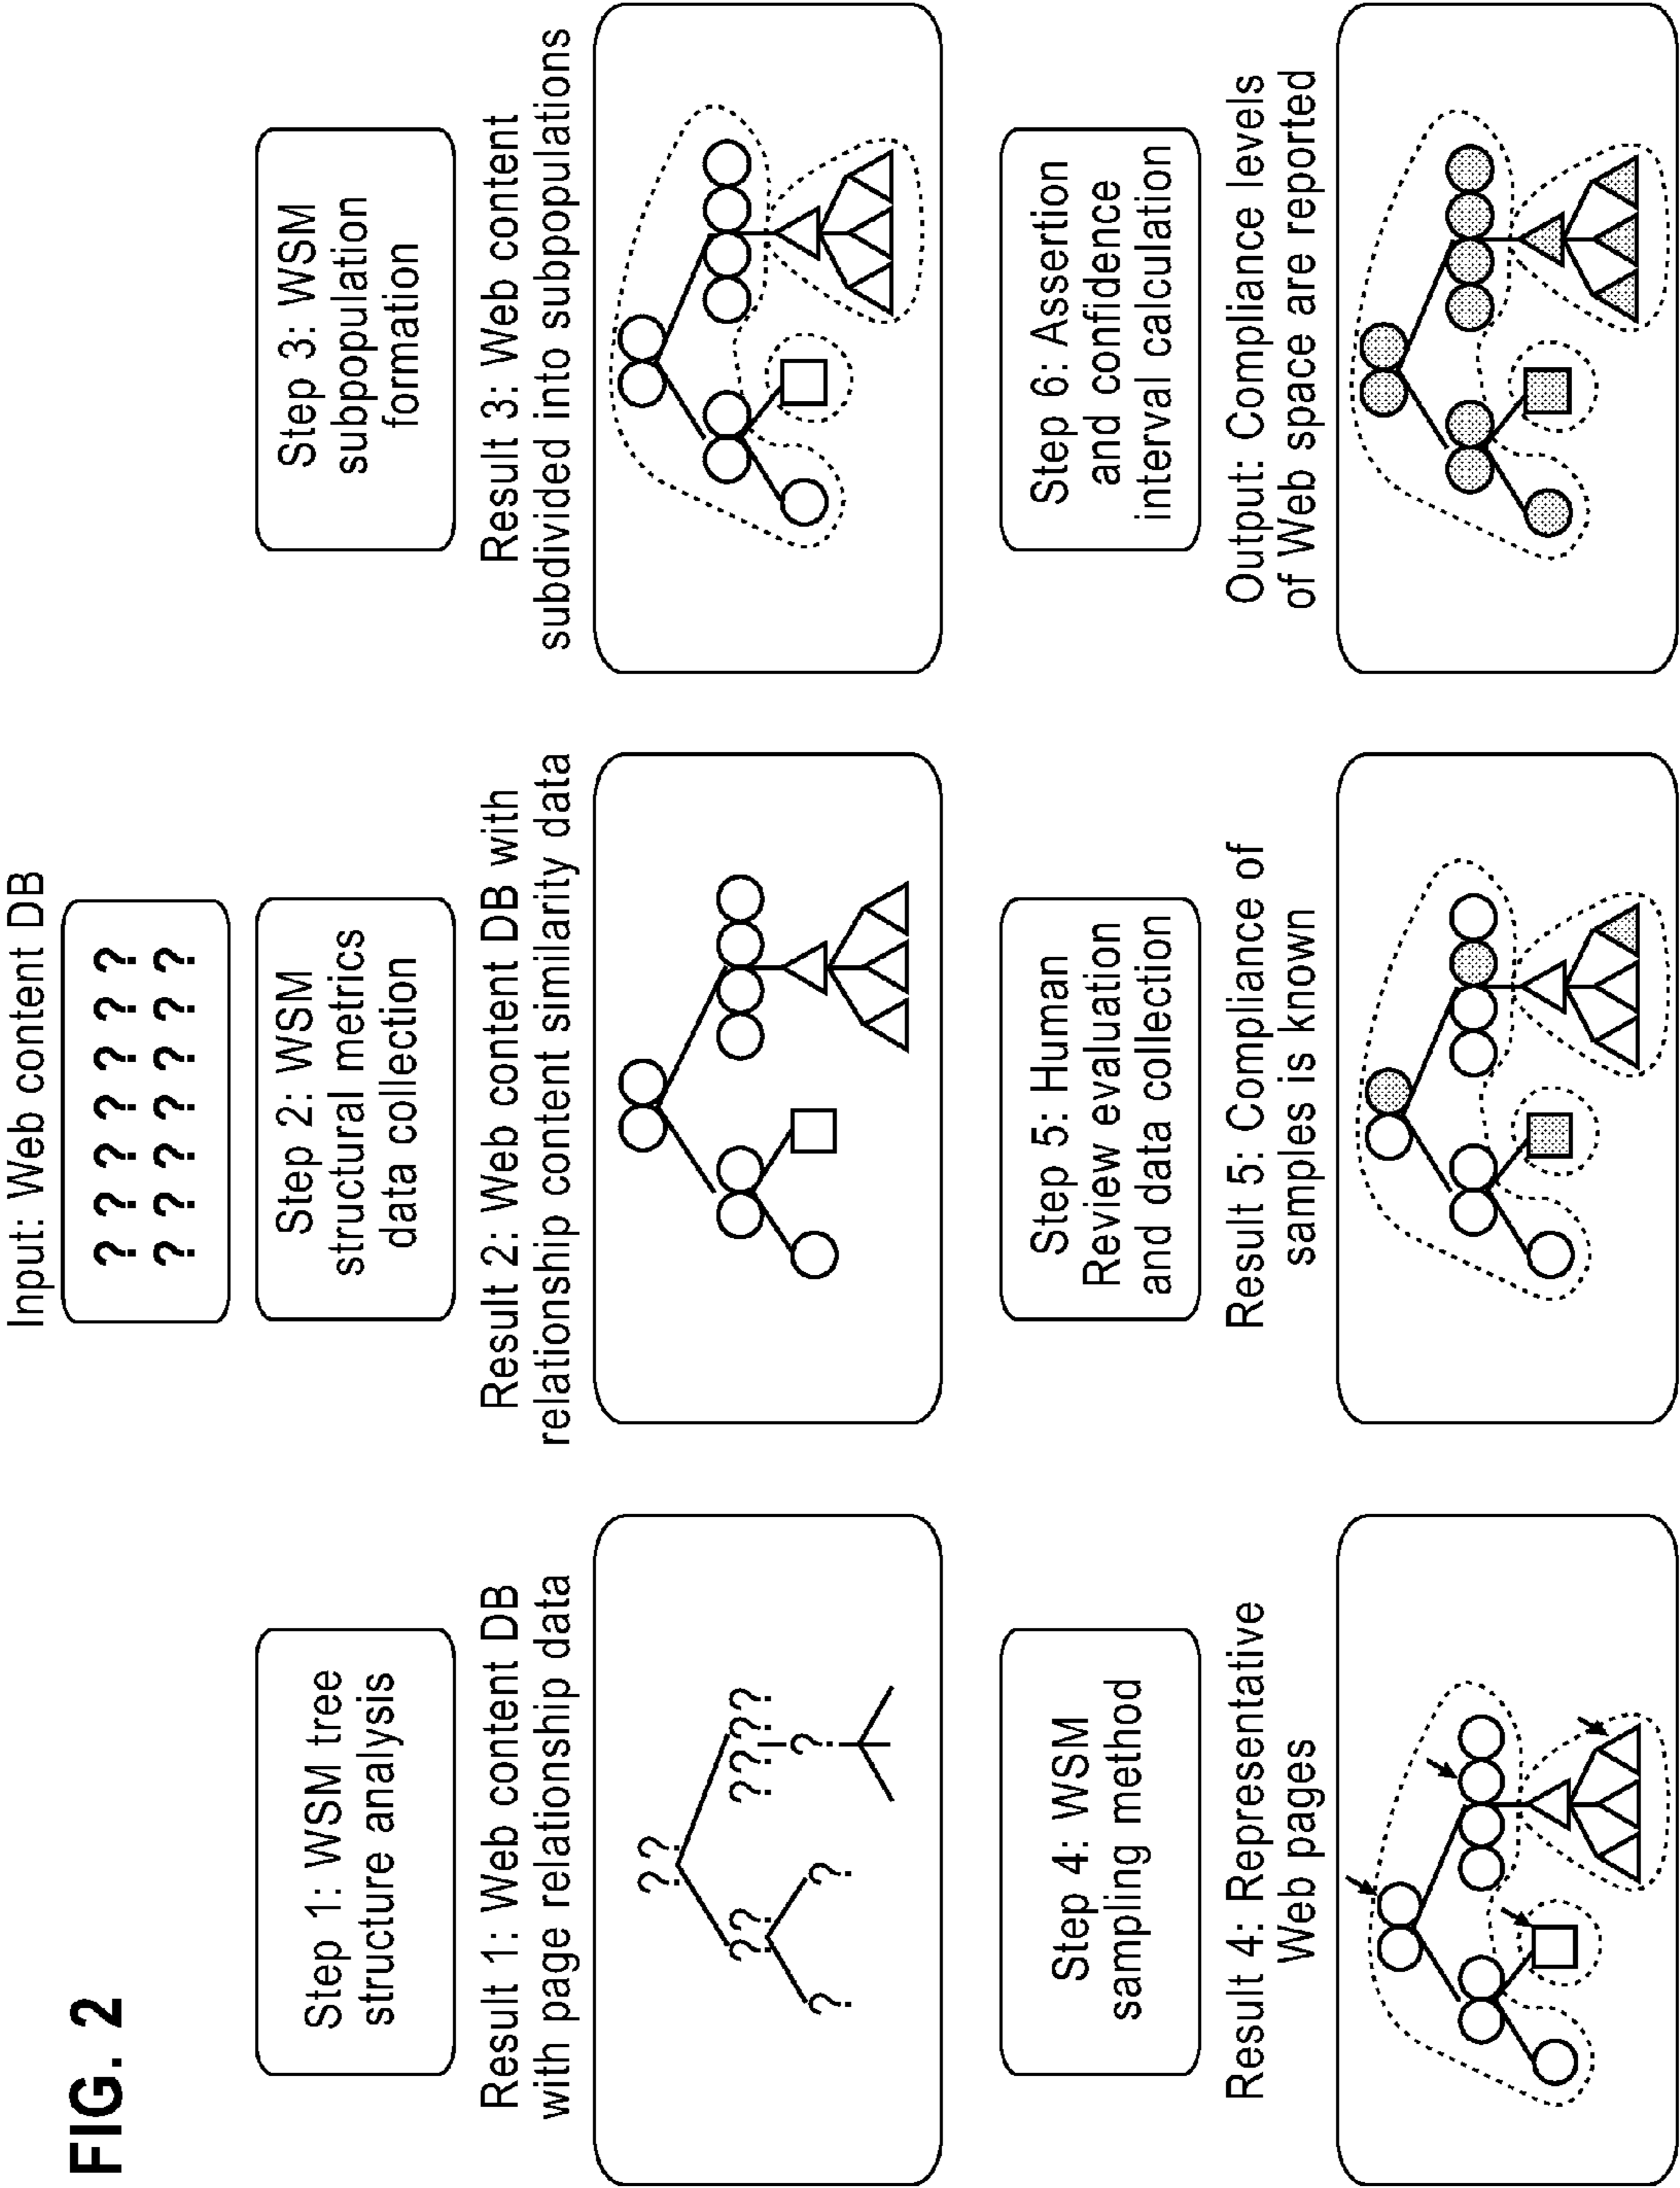 FIG. 2
Input: Web content DB
? ? ? ? ? ? ?
? ? ? ? ? ? ?
Step 1: WSM tree
structure analysis
Result 1: Web content DB
with page relationship data
??
?? ????
? ? ?
Step 2: WSM
structural metrics
data collection
Result 2: Web content DB with
relationship content similarity data
Step 3: WSM
subpopulation
formation
Result 3: Web content
subdivided into subpopulations
Step 4: WSM
sampling method
Result 4: Representative
Web pages
Step 5: Human
Review evaluation
and data collection
Result 5: Compliance of
samples is known
Step 6: Assertion
and confidence
interval calculation
Output: Compliance levels
of Web space are reported